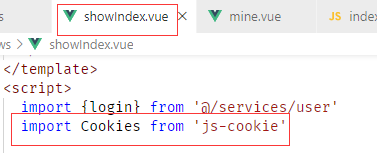 showIndex.vue × mine.vue JS index
ws > showIndex.vue
</template>
<script>
import {login} from '@/services/user'
import Cookies from 'js-cookie'